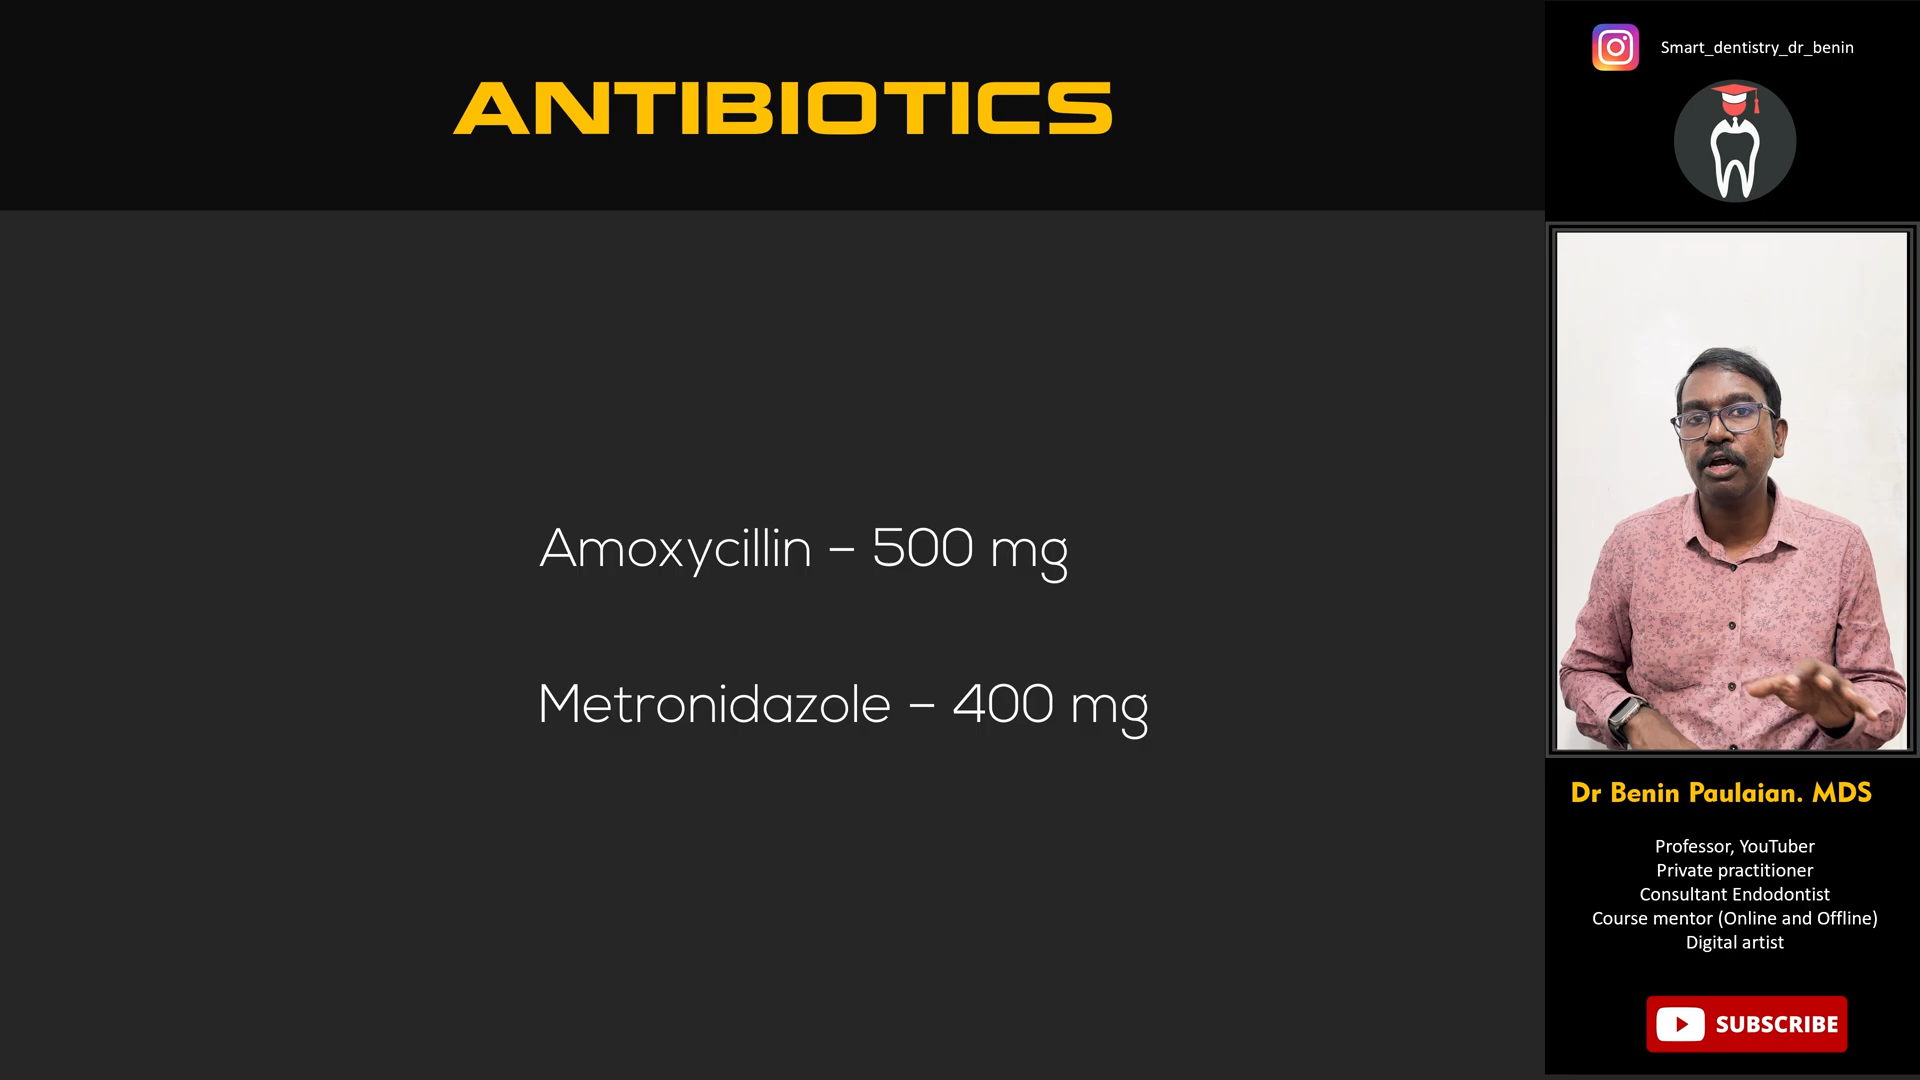 ANTIBIOTICS
Amoxycillin – 500 mg
Metronidazole – 400 mg
Smart_dentistry_dr_benin
Dr Benin Paulaian. MDS
Professor, YouTuber
Private practitioner
Consultant Endodontist
Course mentor (Online and Offline)
Digital artist
SUBSCRIBE